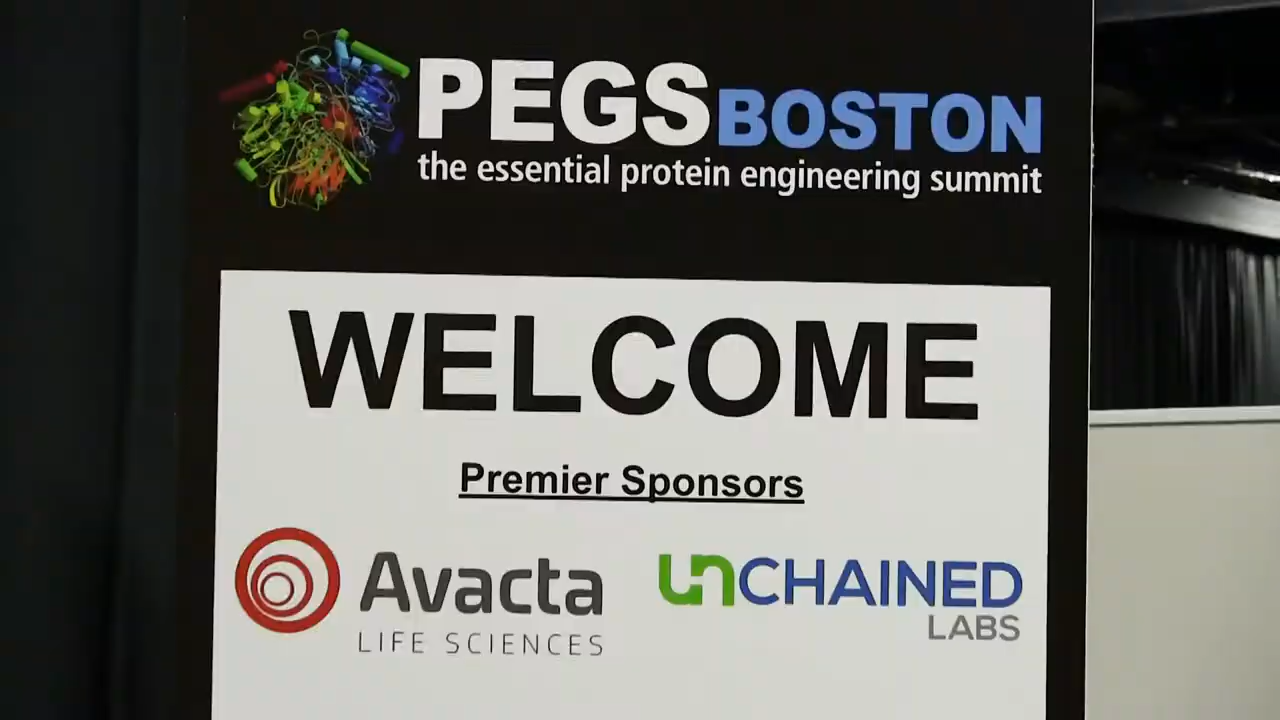 PEGS BOSTON
the essential protein engineering summit
WELCOME
Premier Sponsors
Avacta
LIFE SCIENCES
UNCHAINED
LABS